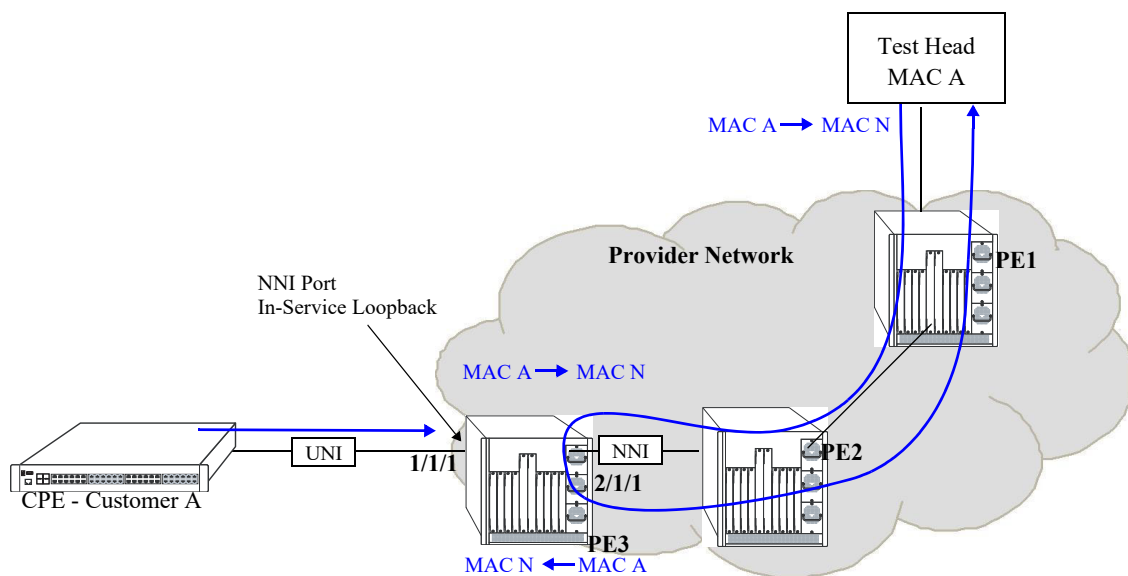 Test Head
MAC A
MAC A MAC N
Provider Network
PE1
NNI Port
In-Service Loopback
MAC A MAC N
UNI
1/1/1
NNI
PE2
2/1/1
CPE - Customer A
PE3
MAC N MAC A